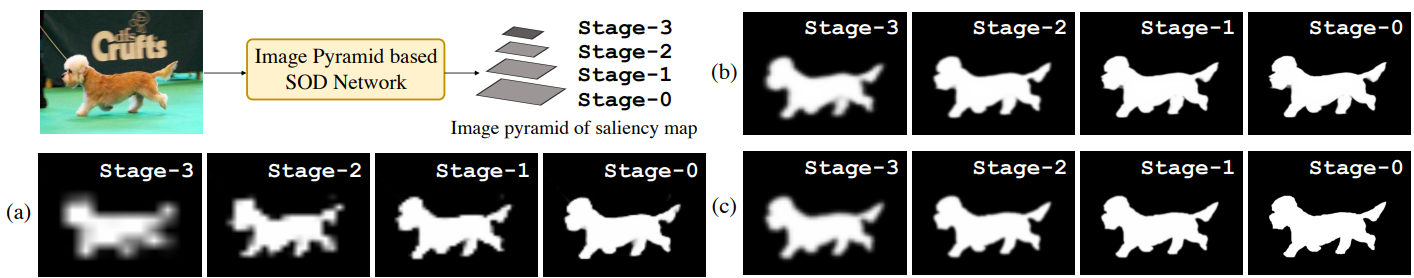 difs
Crufts
Image Pyramid based
SOD Network
Stage-3
Stage-2
Stage-1
Stage-0
Image pyramid of saliency map
(a)
Stage-3
Stage-2
Stage-1
Stage-0
(b)
Stage-3
Stage-2
Stage-1
Stage-0
(c)
Stage-3
Stage-2
Stage-1
Stage-0